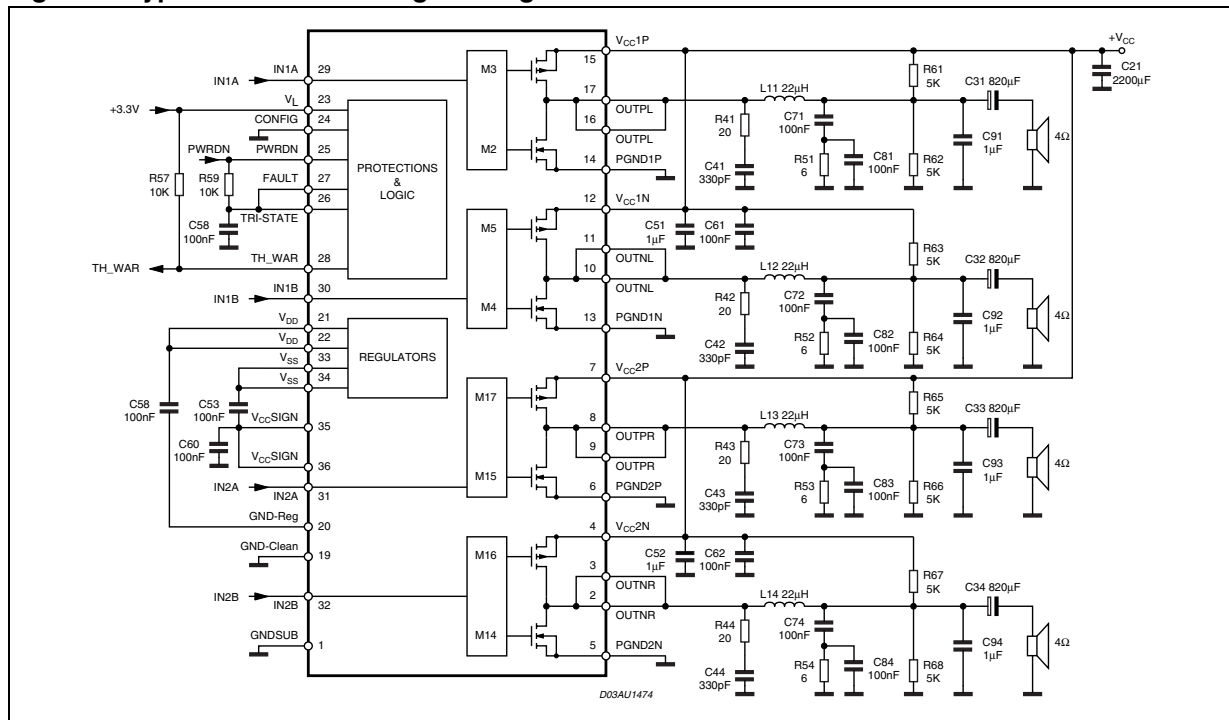 IN1A
IN1A
29
+3.3V
VL
23
CONFIG
24
PWRDN
PWRDN
25
FAULT
27
26
TRI-STATE
R57
10K
R59
10K
C58
100nF
TH_WAR
TH_WAR
28
IN1B
IN1B
30
PROTECTIONS
&
LOGIC
VDD
21
VDD
22
VSS
33
VSS
34
REGULATORS
C58
100nF
C53
100nF
VCCSIGN
35
C60
100nF
VCCSIGN
36
IN2A
IN2A
31
GND-Reg
20
GND-Clean
19
IN2B
IN2B
32
GNDSUB
1
M3
M2
M5
M4
M17
M15
M16
M14
VCC1P
15
17
OUTPL
16
OUTPL
14
PGND1P
12
VCC1N
11
OUTNL
10
OUTNL
13
PGND1N
7
VCC2P
8
OUTPR
9
OUTPR
6
PGND2P
4
VCC2N
3
OUTNR
2
OUTNR
5
PGND2N
+VCC
C21
2200µF
L11 22µH
R41
20
C41
330pF
C71
100nF
R51
6
C81
100nF
R61
5K
R62
5K
C31 820µF
C91
1µF
4Ω
C51
1µF
C61
100nF
L12 22µH
R42
20
C42
330pF
C72
100nF
R52
6
C82
100nF
R63
5K
R64
5K
C32 820µF
C92
1µF
4Ω
L13 22µH
R43
20
C43
330pF
C73
100nF
R53
6
C83
100nF
R65
5K
R66
5K
C33 820µF
C93
1µF
4Ω
C52
1µF
C62
100nF
L14 22µH
R44
20
C44
330pF
C74
100nF
R54
6
C84
100nF
R67
5K
R68
5K
C34 820µF
C94
1µF
4Ω
D03AU1474